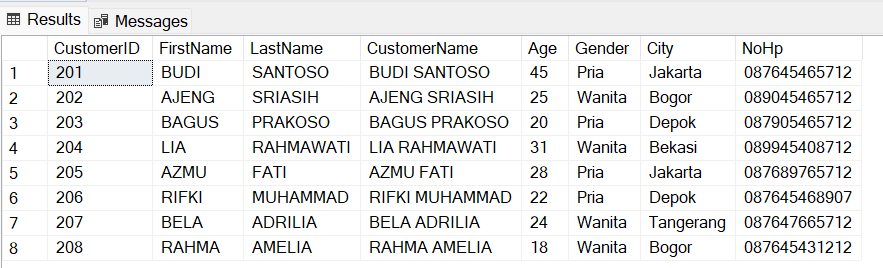 Results Messages
CustomerID FirstName LastName CustomerName Age Gender City NoHp
1 201 BUDI SANTOSO BUDI SANTOSO 45 Pria Jakarta 087645465712
2 202 AJENG SRIASIH AJENG SRIASIH 25 Wanita Bogor 089045465712
3 203 BAGUS PRAKOSO BAGUS PRAKOSO 20 Pria Depok 087905465712
4 204 LIA RAHMAWATI LIA RAHMAWATI 31 Wanita Bekasi 089945408712
5 205 AZMU FATI AZMU FATI 28 Pria Jakarta 087689765712
6 206 RIFKI MUHAMMAD RIFKI MUHAMMAD 22 Pria Depok 087645468907
7 207 BELA ADRILIA BELA ADRILIA 24 Wanita Tangerang 087647665712
8 208 RAHMA AMELIA RAHMA AMELIA 18 Wanita Bogor 087645431212